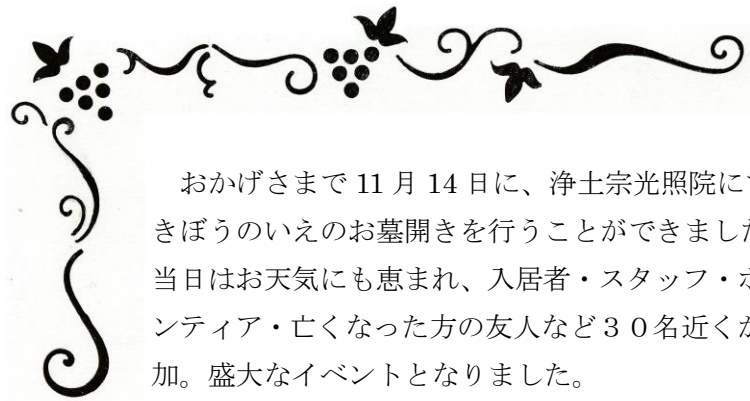 おかげさまで 11 月 14 日に、浄土宗光照院に
きぼうのいえのお墓開きを行うことができまし
当日はお天気にも恵まれ、入居者・スタッフ・
ンティア・亡くなった方の友人など３０名近く
加。盛大なイベントとなりました。